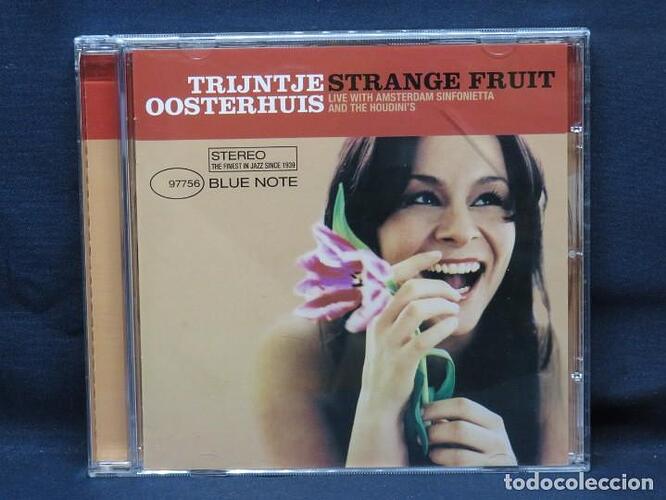 TRIJNTJE
OOSTERHUIS
STRANGE FRUIT
LIVE WITH AMSTERDAM SINFONIETTA
AND THE HOUDINI'S
STEREO
THE FINEST IN JAZZ SINCE 1939
97756 BLUE NOTE
todocoleccion